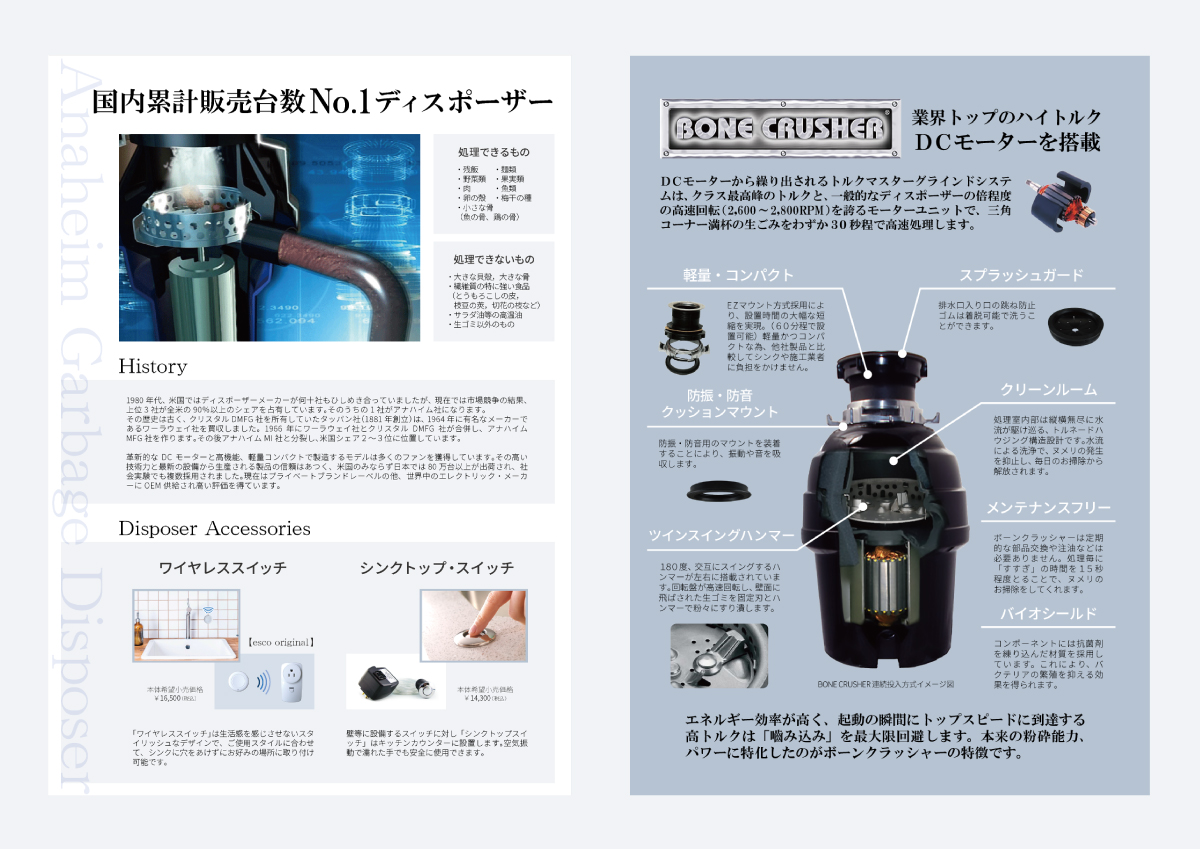 Anaheim Garbage Disposer
国内累計販売台数No.1ディスポーザー
処理できるもの
・残飯 ・麺類
・野菜類 ・果実類
・肉 ・魚類
・卵の殻 ・梅干の種
・小さな骨
（魚の骨、鶏の骨）
処理できないもの
・大きな貝殻，大きな骨
・繊維質の特に強い食品
（とうもろこしの皮，
枝豆の莢，切花の枝など）
・サラダ油等の高温油
・生ゴミ以外のもの
History
1980 年代、米国ではディスポーザーメーカーが何十社もひしめき合っていましたが、現在では市場競争の結果、
上位３社が全米の 90％以上のシェアを占有しています。そのうちの１社がアナハイム社になります。
その歴史は古く、クリスタル DMFG 社を所有していたタッパン社（1881 年創立）は、1964 年に有名なメーカーで
あるワーラウェイ社を買収しました。1966 年にワーラウェイ社とクリスタル DMFG 社が合併し、アナハイム
MFG 社を作ります。その後アナハイム MI 社と分裂し、米国シェア２～３位に位置しています。
革新的な DC モーターと高機能、軽量コンパクトで製造するモデルは多くのファンを獲得しています。その高い
技術力と最新の設備から生産される製品の信頼はあつく、米国のみならず日本では 80 万台以上が出荷され、社
会実験でも複数採用されました。現在はプライベートブランドレーベルの他、世界中のエレクトリック・メーカ
ーに OEM 供給され高い評価を得ています。
Disposer Accessories
ワイヤレススイッチ
【esco original】
本体希望小売価格
￥16,500（税込）
「ワイヤレススイッチ」は生活感を感じさせないスタ
イリッシュなデザインで、ご使用スタイルに合わせ
て、シンクに穴をあけずにお好みの場所に取り付け
可能です。
シンクトップ・スイッチ
本体希望小売価格
￥14,300（税込）
壁等に設備するスイッチに対し「シンクトップスイ
ッチ」はキッチンカウンターに設置します。空気振
動で濡れた手でも安全に使用できます。
BONE CRUSHER®
業界トップのハイトルク
ＤＣモーターを搭載
ＤＣモーターから繰り出されるトルクマスターグラインドシステ
ムは、クラス最高峰のトルクと、一般的なディスポーザーの倍程度
の高速回転（2,600 ～ 2,800RPM）を誇るモーターユニットで、三角
コーナー満杯の生ごみをわずか 30 秒程で高速処理します。
軽量・コンパクト
ＥＺマウント方式採用によ
り、設置時間の大幅な短
縮を実現。（６０分程で設
置可能）軽量かつコンパ
クトな為、他社製品と比
較してシンクや施工業者
に負担をかけません。
防振・防音
クッションマウント
防振・防音用のマウントを装着
することにより、振動や音を吸
収します。
ツインスイングハンマー
180度、交互にスイングするハ
ンマーが左右に搭載されていま
す。回転盤が高速回転し、壁面に
飛ばされた生ゴミを固定刃とハ
ンマーで粉々にすり潰します。
スプラッシュガード
排水口入り口の跳ね防止
ゴムは着脱可能で洗うこ
とができます。
クリーンルーム
処理室内部は縦横無尽に水
流が駆け巡る、トルネードハ
ウジング構造設計です。水流
による洗浄で、ヌメリの発生
を抑止し、毎日のお掃除から
解放されます。
メンテナンスフリー
ボーンクラッシャーは定期
的な部品交換や注油などは
必要ありません。処理毎に
「すすぎ」の時間を１５秒
程度とることで、ヌメリの
お掃除をしてくれます。
バイオシールド
コンポーネントには抗菌剤
を練り込んだ材質を採用し
ています。これにより、バ
クテリアの繁殖を抑える効
果を得られます。
BONE CRUSHER 連続投入方式イメージ図
エネルギー効率が高く、起動の瞬間にトップスピードに到達する
高トルクは「嚙み込み」を最大限回避します。本来の粉砕能力、
パワーに特化したのがボーンクラッシャーの特徴です。